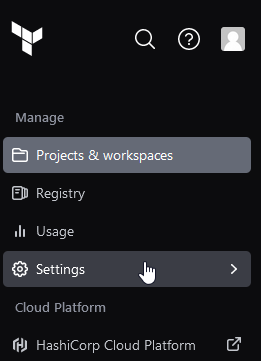 Manage
Projects & workspaces
Registry
Usage
Settings
Cloud Platform
HashiCorp Cloud Platform